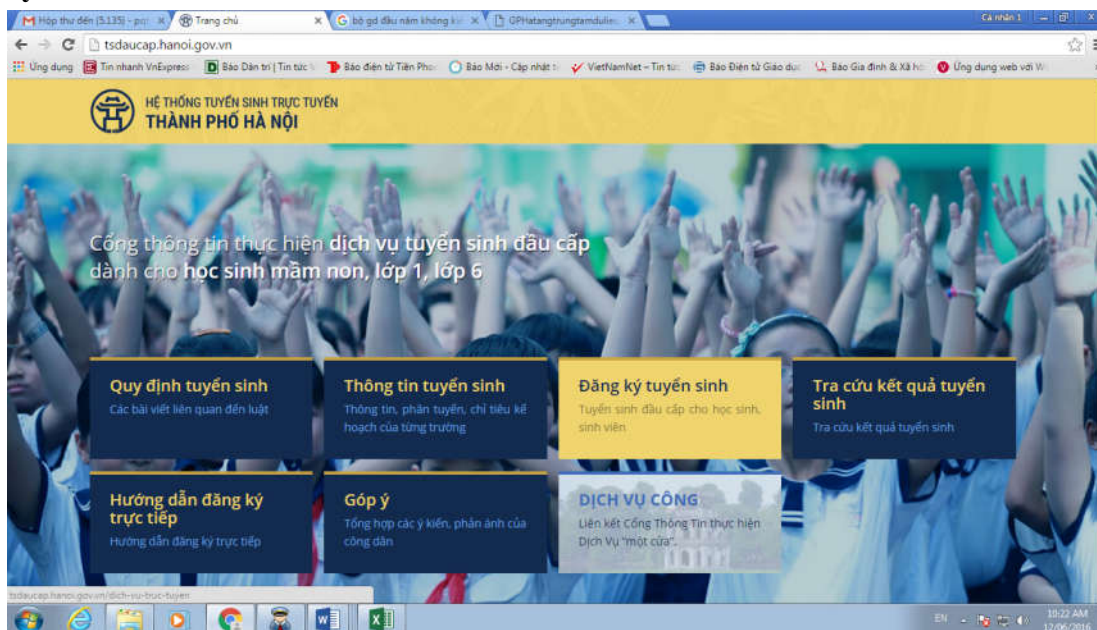 Hộp thư đến (5.135) - pgt
Trang chủ
bộ gd đầu năm không
GPHatangtrungtamdulieu
Cá nhân 1
tsdaucap.hanoi.gov.vn
Ứng dụng
Tin nhanh VnExpress
Báo Dân trí | Tin tức
Báo điện tử Tiền Pho
Báo Mới - Cập nhật
VietNamNet – Tin tức
Báo Điện tử Giáo dục
Báo Gia đình & Xã hộ
Ứng dụng web với W
HỆ THỐNG TUYỂN SINH TRỰC TUYẾN
THÀNH PHỐ HÀ NỘI
Cổng thông tin thực hiện dịch vụ tuyển sinh đầu cấp
dành cho học sinh mầm non, lớp 1, lớp 6
Quy định tuyển sinh
Các bài viết liên quan đến luật
Thông tin tuyển sinh
Thông tin, phân tuyến, chỉ tiêu kế
hoạch của từng trường
Đăng ký tuyển sinh
Tuyển sinh đầu cấp cho học sinh,
sinh viên
Tra cứu kết quả tuyển
sinh
Tra cứu kết quả tuyển sinh
Hướng dẫn đăng ký
trực tiếp
Hướng dẫn đăng ký trực tiếp
Góp ý
Tổng hợp các ý kiến, phản ánh của
công dân
DỊCH VỤ CÔNG
Liên kết Cổng Thông Tin thực hiện
Dịch Vụ "một cửa".
tsdaucap.hanoi.gov.vn/dich-vu-truc-tuyen
EN
10:22 AM
12/06/2016